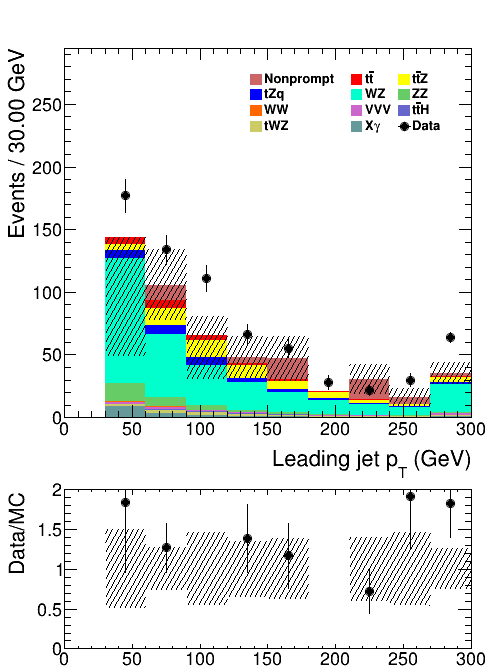 Events / 30.00 GeV
250
200
150
100
50
0
Nonprompt tt̄ tt̄Z
tZq WZ ZZ
WW VVV tt̄H
tWZ Xγ Data
0 50 100 150 200 250 300
Leading jet p_T (GeV)
Data/MC
2
1.5
1
0.5
0
0 50 100 150 200 250 300